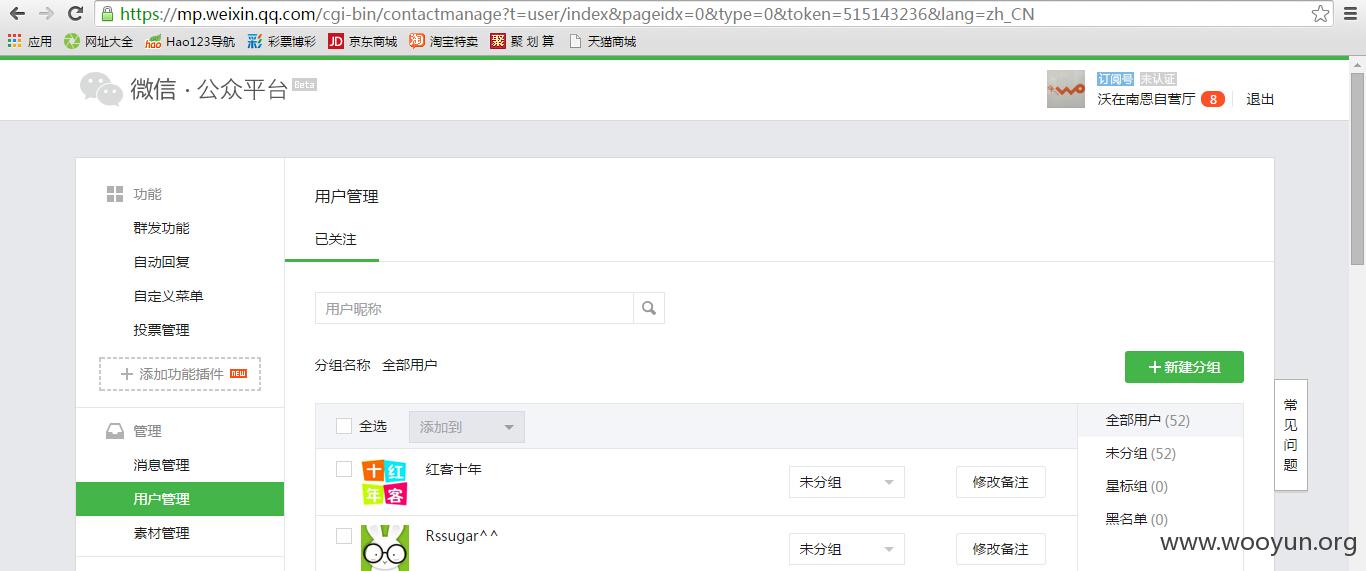 https://mp.weixin.qq.com/cgi-bin/contactmanage?t=user/index&pageidx=0&type=0&token=515143236&lang=zh_CN
应用 网址大全 hao Hao123导航 彩 彩票博彩 JD 京东商城 淘 淘宝特卖 聚 聚 划 算 天猫商城
微信·公众平台 Beta
订阅号 未认证
沃在南恩自营厅 8 退出
功能
群发功能
自动回复
自定义菜单
投票管理
+ 添加功能插件 NEW
管理
消息管理
用户管理
素材管理
用户管理
已关注
用户昵称
分组名称 全部用户
+ 新建分组
全选 添加到
十红年客 红客十年 未分组 修改备注
Rssugar^^ 未分组 修改备注
全部用户 (52)
未分组 (52)
星标组 (0)
黑名单 (0)
常见问题
www.wooyun.org